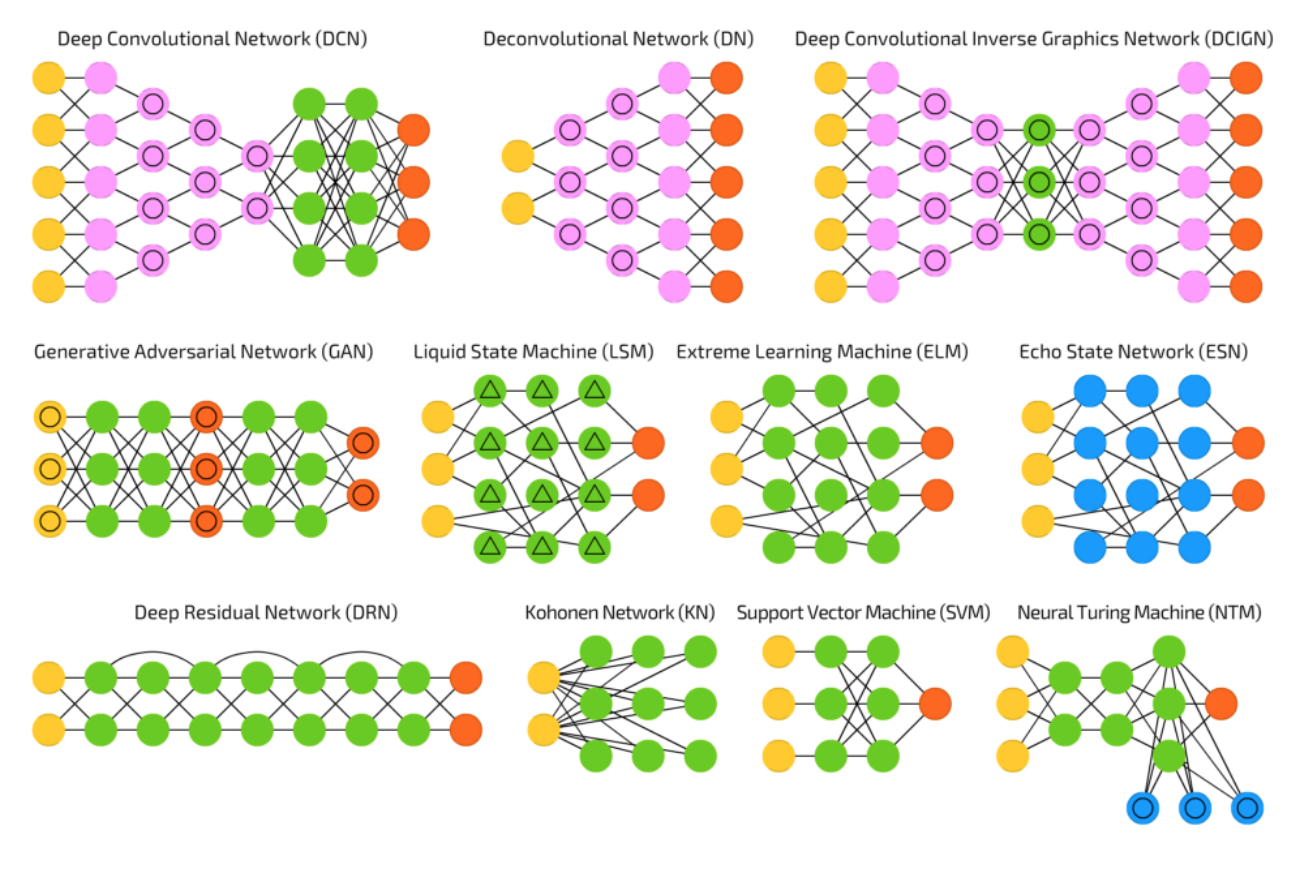 Deep Convolutional Network (DCN)
Deconvolutional Network (DN)
Deep Convolutional Inverse Graphics Network (DCIGN)
Generative Adversarial Network (GAN)
Liquid State Machine (LSM)
Extreme Learning Machine (ELM)
Echo State Network (ESN)
Deep Residual Network (DRN)
Kohonen Network (KN)
Support Vector Machine (SVM)
Neural Turing Machine (NTM)